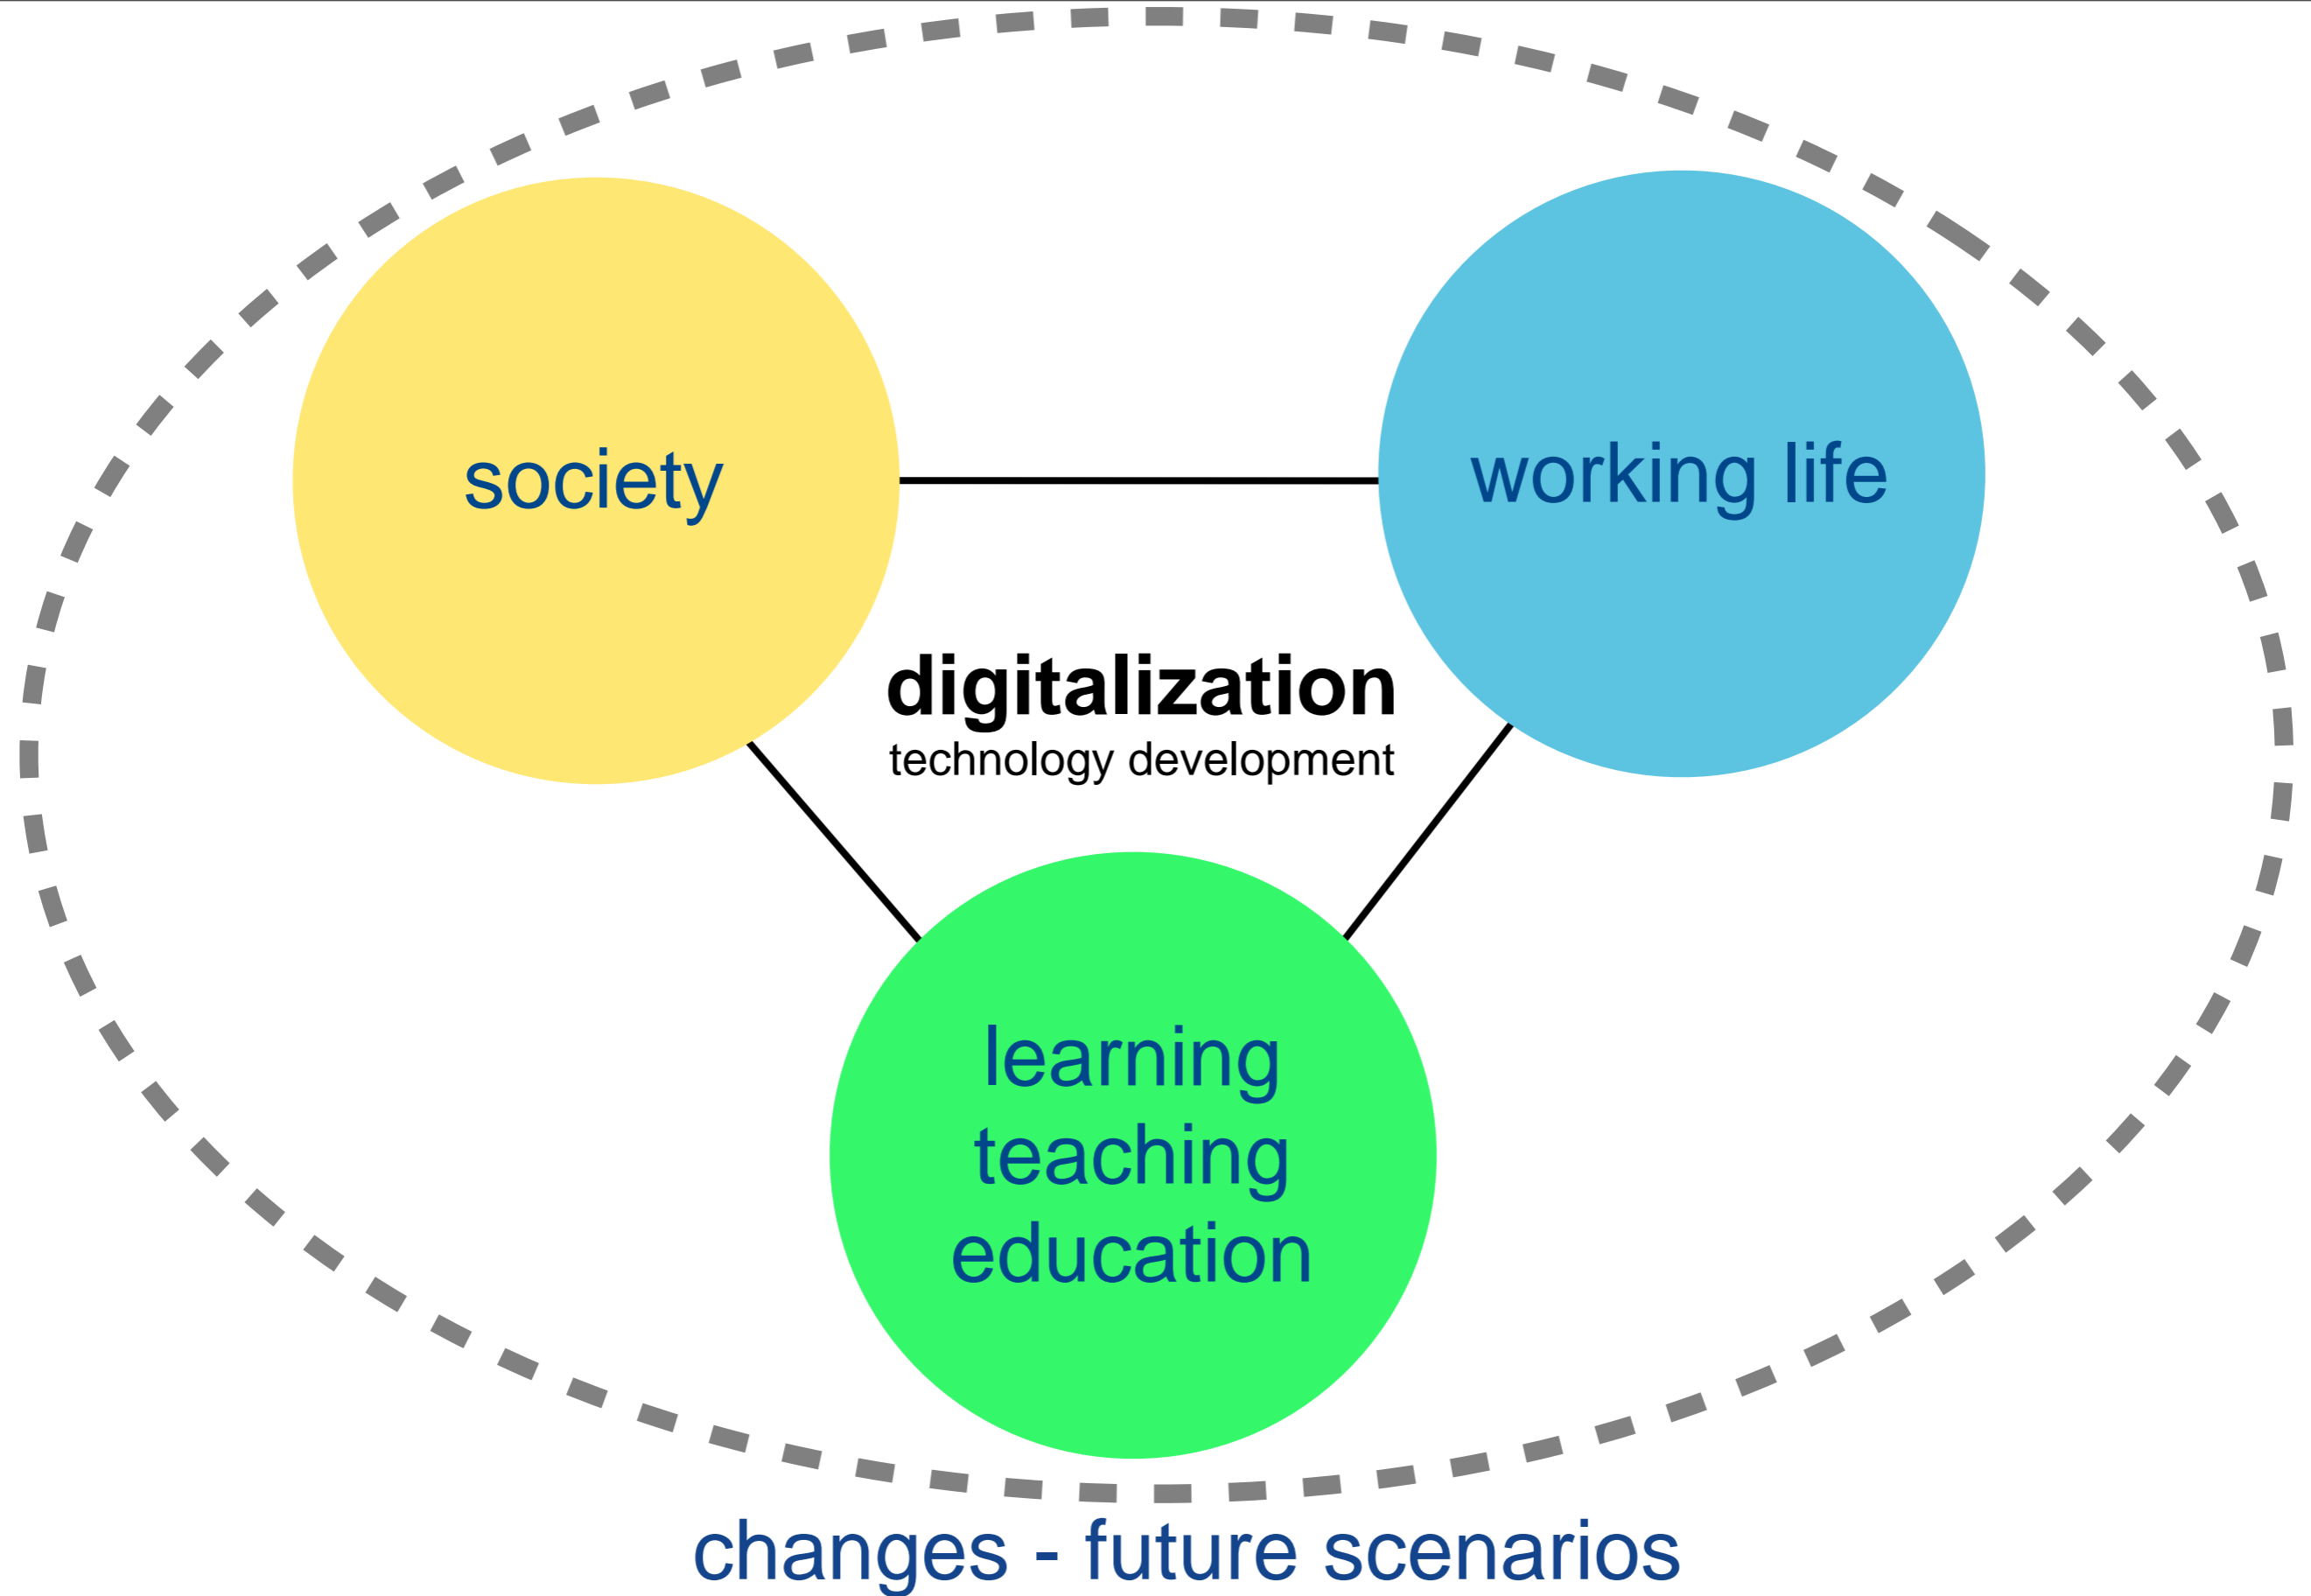 society
working life
digitalization
technology development
learning
teaching
education
changes - future scenarios